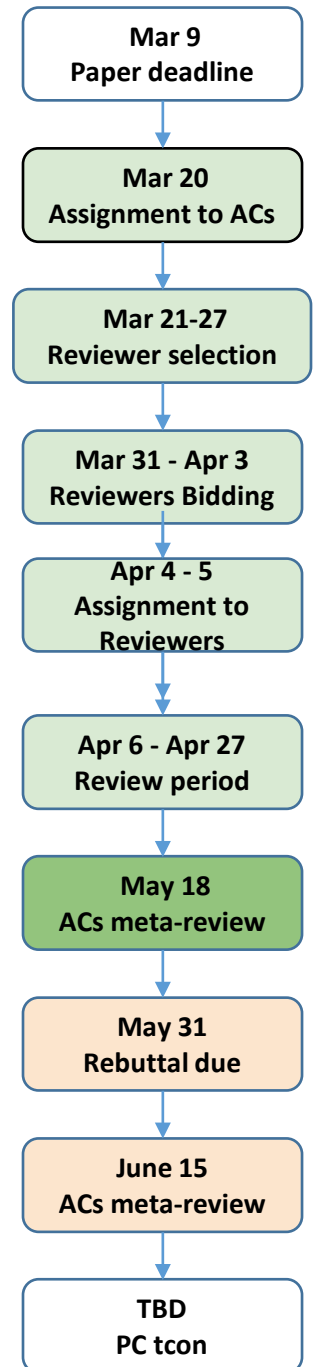 Mar 9
Paper deadline
Mar 20
Assignment to ACs
Mar 21-27
Reviewer selection
Mar 31 - Apr 3
Reviewers Bidding
Apr 4 - 5
Assignment to
Reviewers
Apr 6 - Apr 27
Review period
May 18
ACs meta-review
May 31
Rebuttal due
June 15
ACs meta-review
TBD
PC tcon